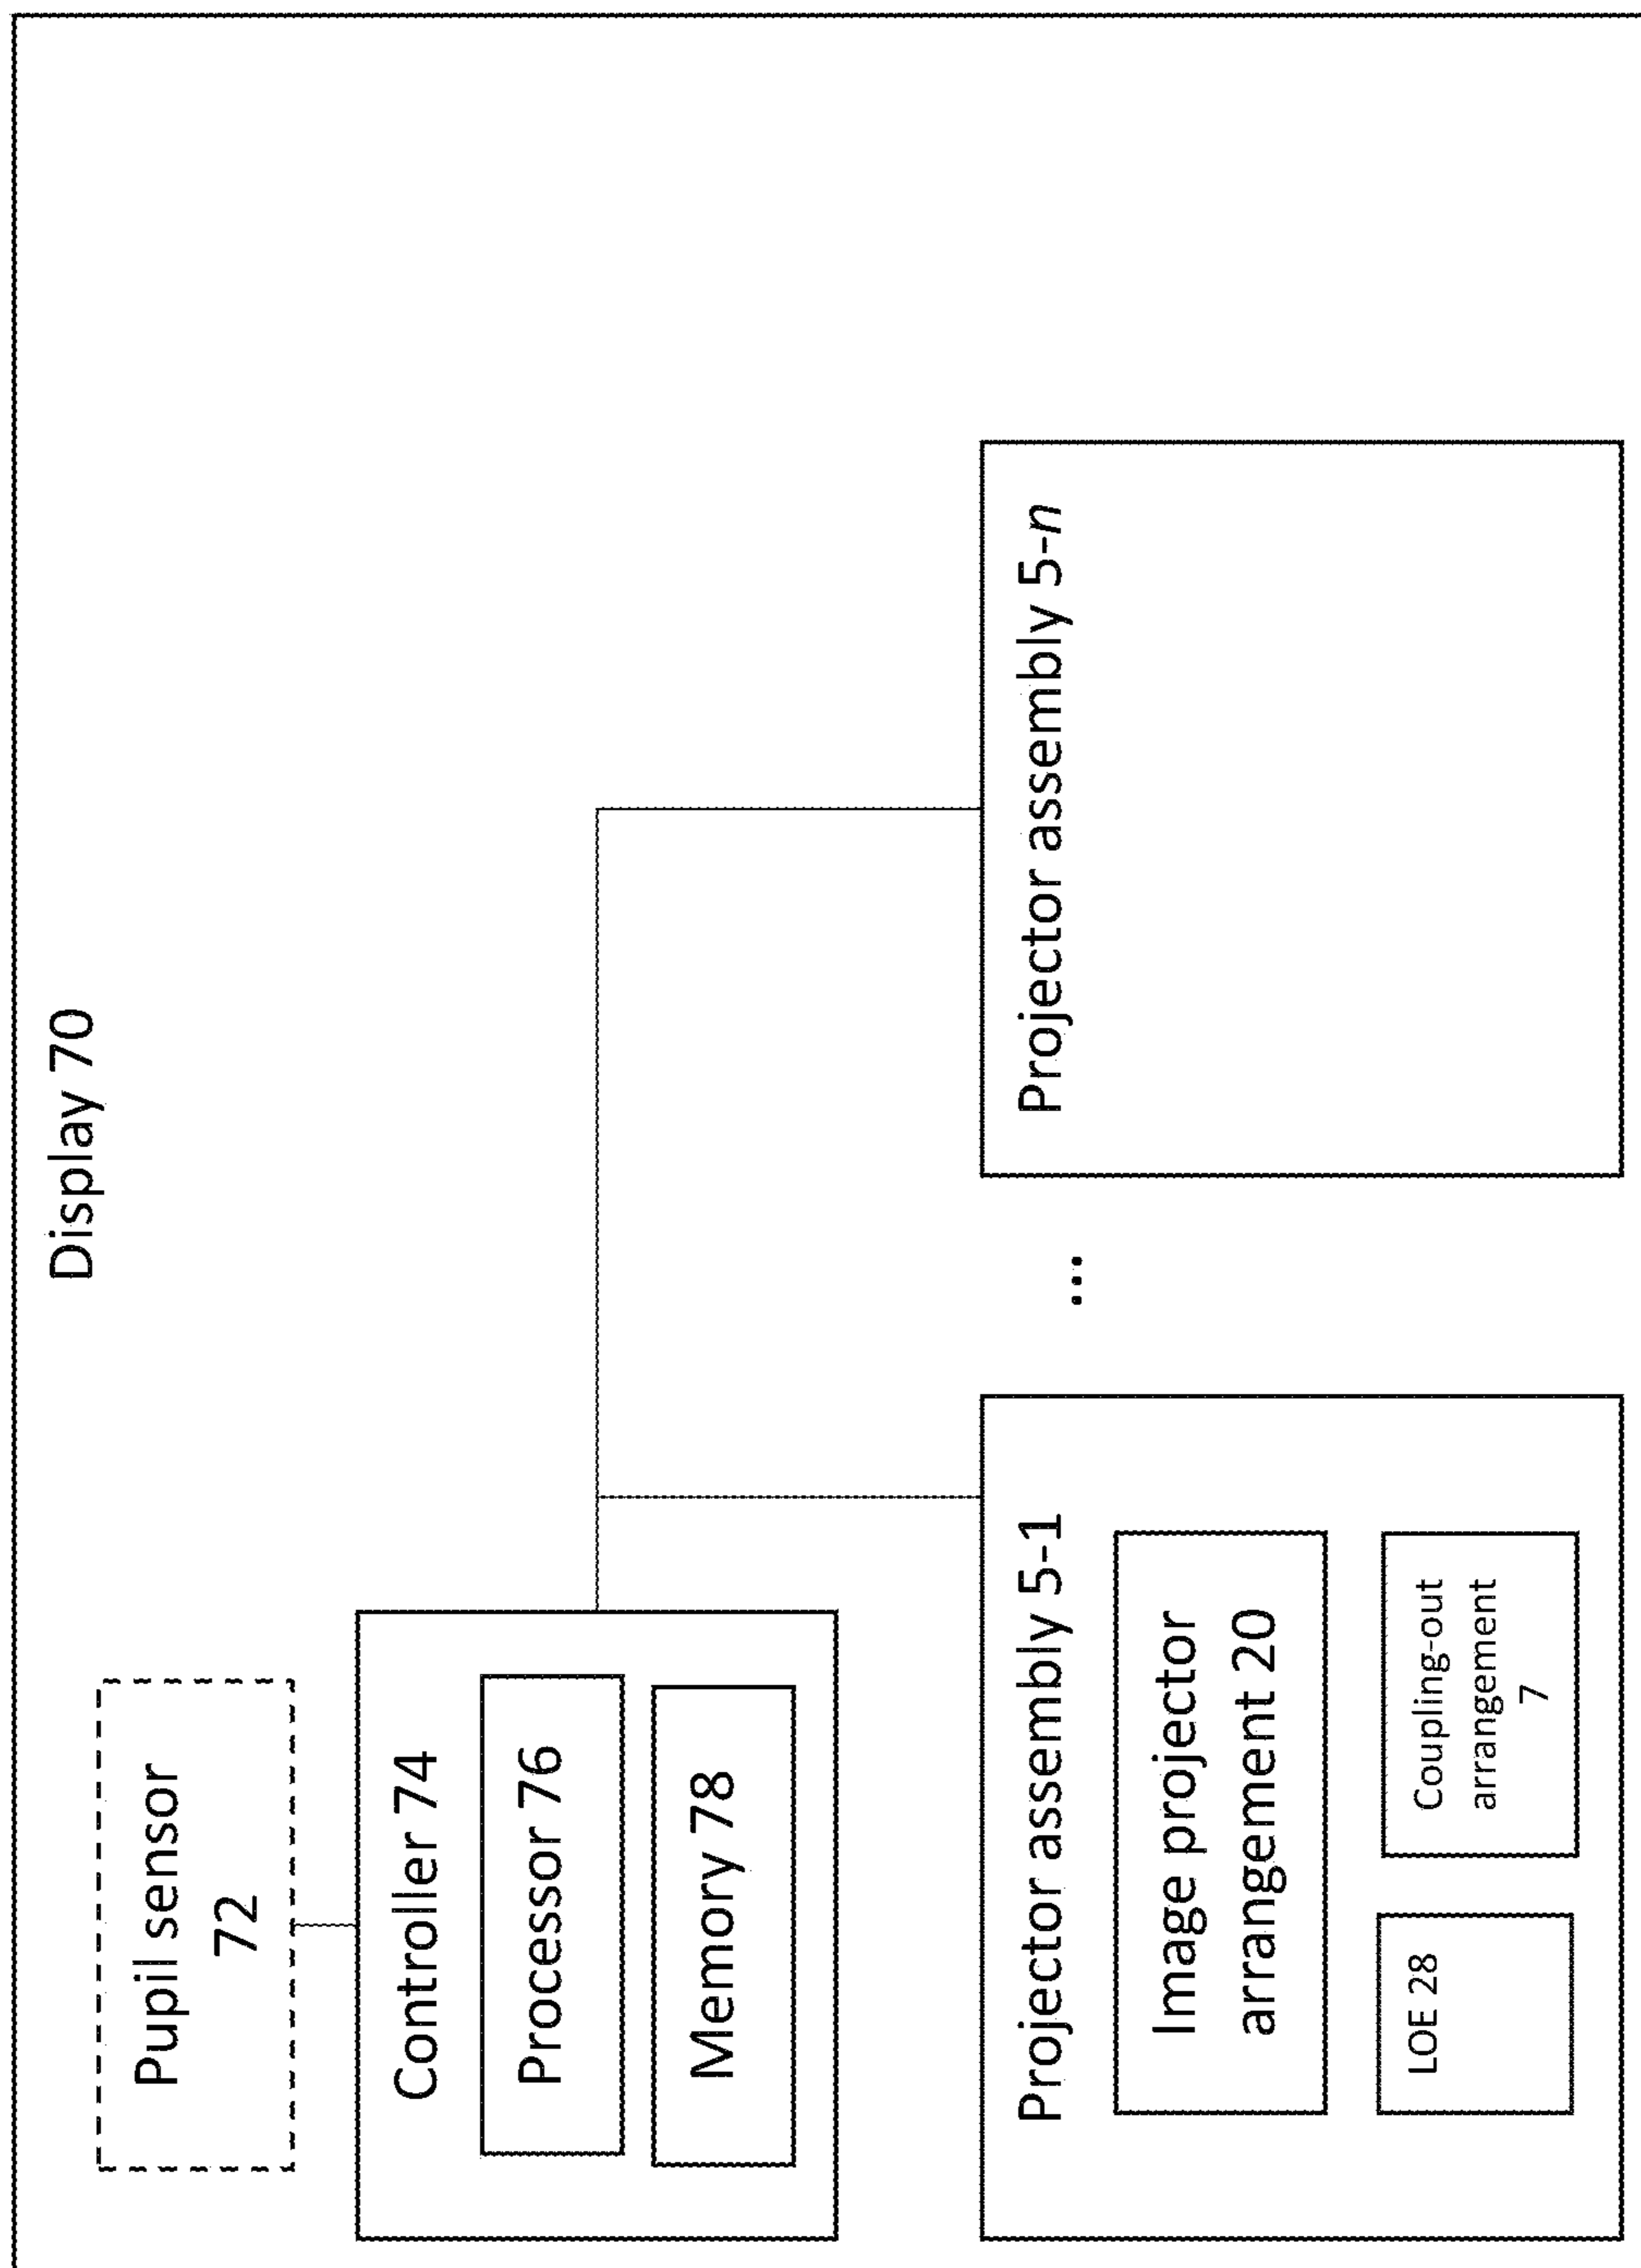 Display 70
Pupil sensor
72
Controller 74
Processor 76
Memory 78
Projector assembly 5-1
Image projector
arrangement 20
LOE 28
Coupling-out
arrangement
7
...
Projector assembly 5-n